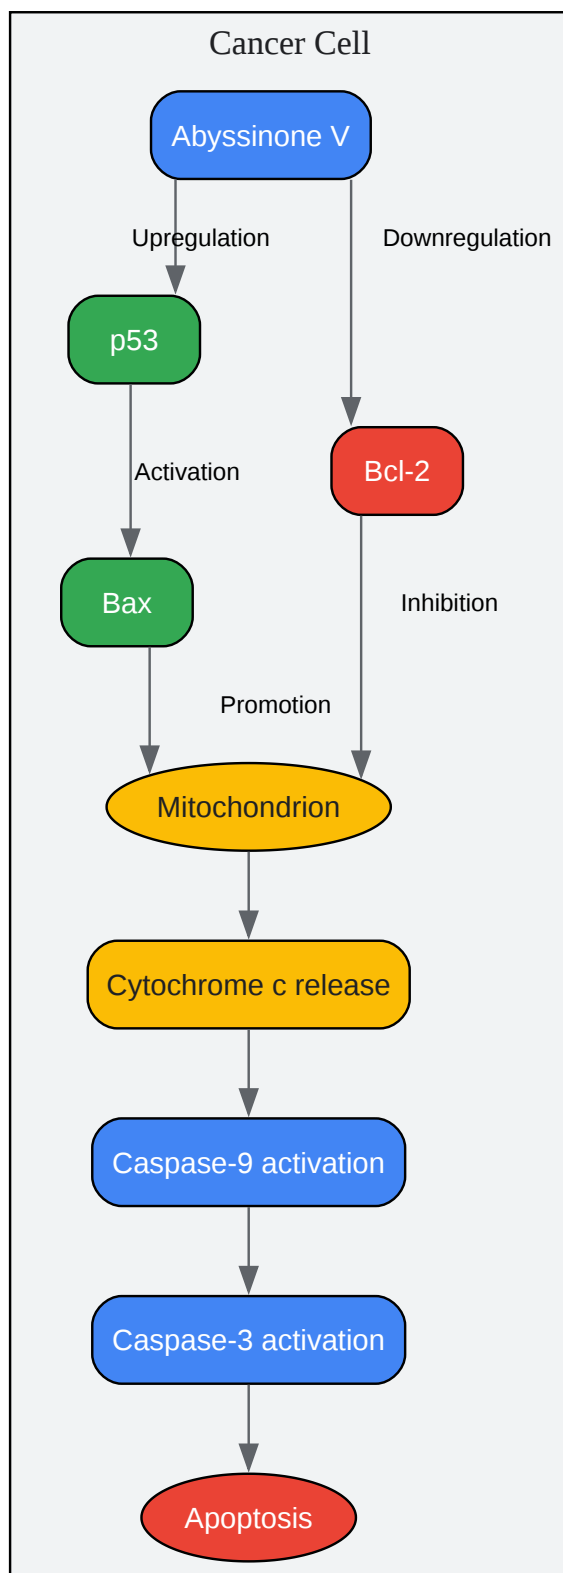 Cancer Cell
Abyssinone V
Upregulation
Downregulation
p53
Activation
Bcl-2
Bax
Inhibition
Promotion
Mitochondrion
Cytochrome c release
Caspase-9 activation
Caspase-3 activation
Apoptosis